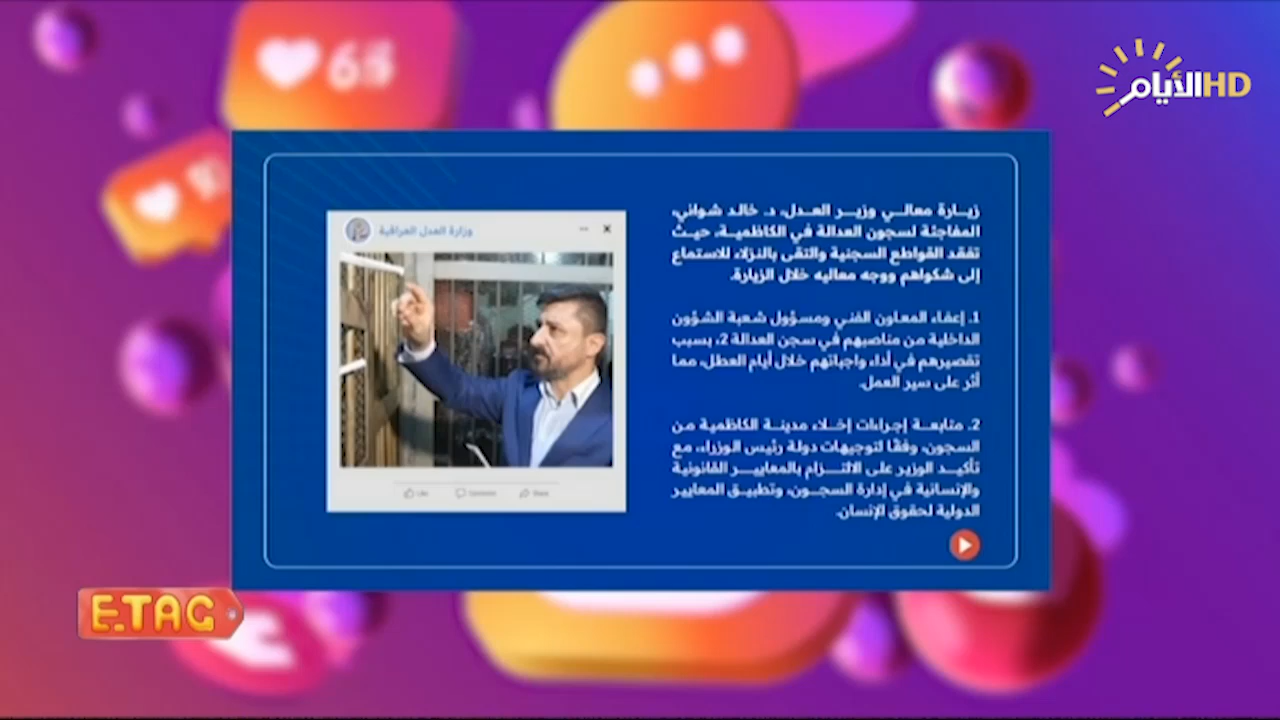 الأيام HD
زيارة معالي وزير العدل، د. خالد شواني،
المفاجئة لسجون العدالة في الكاظمية، حيث
تفقد القواطع السجنية والتقى بالنزلاء للاستماع
إلى شكواهم ووجه معاليه خلال الزيارة.
1. إعفاء المعاون الفني ومسؤول شعبة الشؤون
الداخلية من مناصبهم في سجن العدالة 2، بسبب
تقصيرهم في أداء واجباتهم خلال أيام العطل، مما
أثر على سير العمل.
2. متابعة إجراءات إخلاء مدينة الكاظمية من
السجون، وفقًا لتوجيهات دولة رئيس الوزراء، مع
تأكيد الوزير على الالتزام بالمعايير القانونية
والإنسانية في إدارة السجون، وتطبيق المعايير
الدولية لحقوق الإنسان.
وزارة العدل العراقية
Like Comments Share
E.TAG